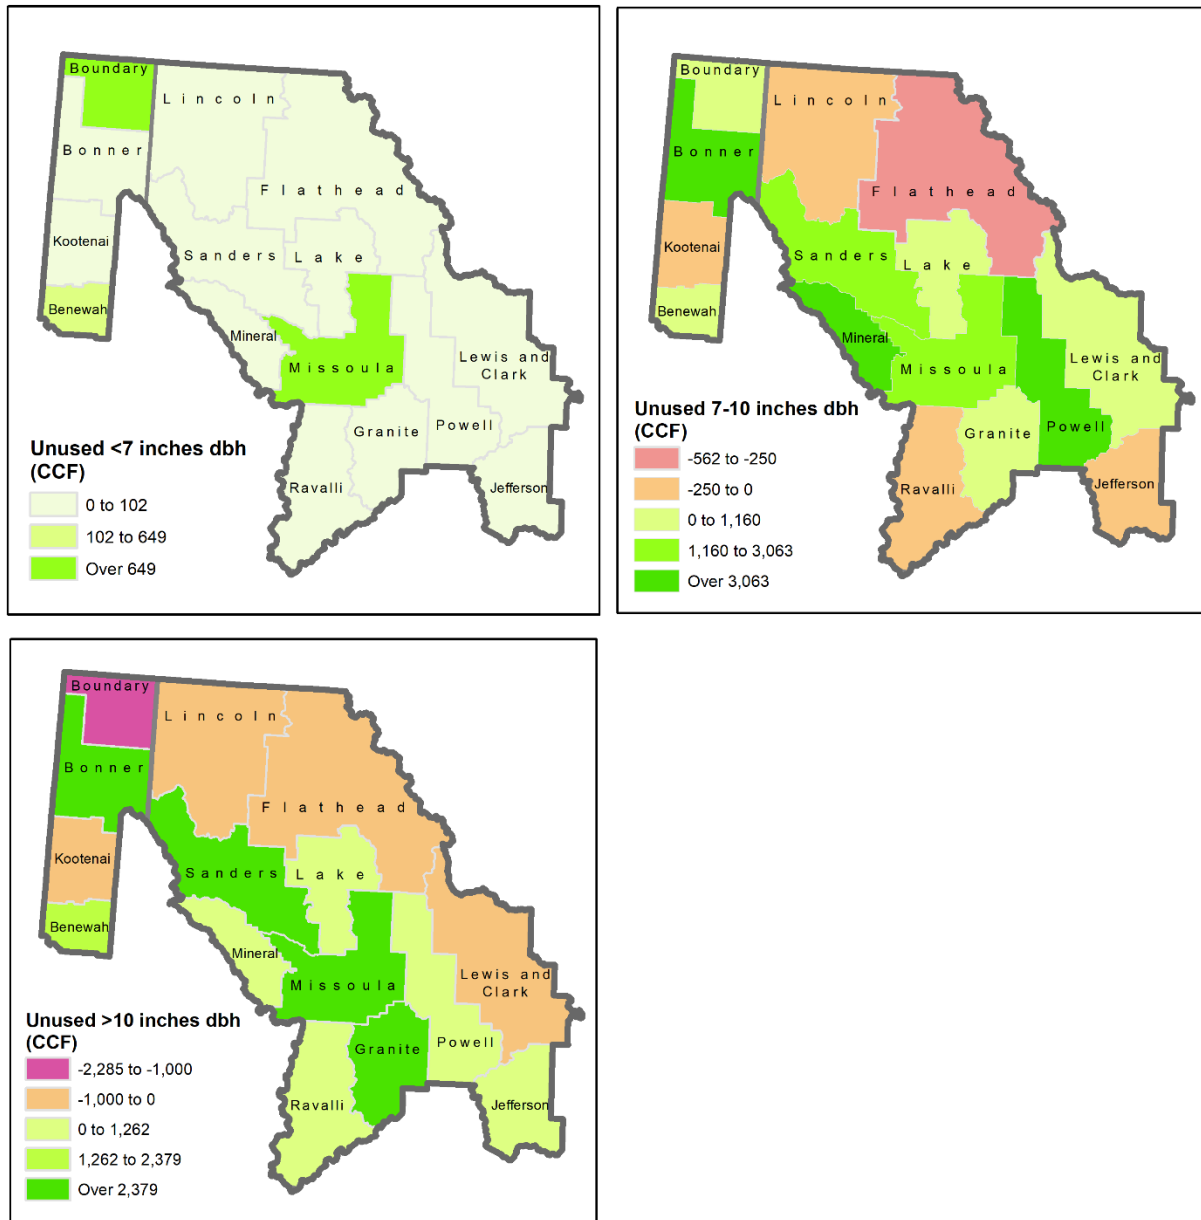 Boundary
Lincoln
Bonner
Flathead
Kootenai
Sanders
Lake
Benewah
Mineral
Missoula
Lewis and
Clark
Granite
Powell
Ravalli
Jefferson
Unused <7 inches dbh
(CCF)
0 to 102
102 to 649
Over 649
Boundary
Lincoln
Bonner
Flathead
Kootenai
Sanders
Lake
Benewah
Mineral
Missoula
Lewis and
Clark
Granite
Powell
Ravalli
Jefferson
Unused 7-10 inches dbh
(CCF)
-562 to -250
-250 to 0
0 to 1,160
1,160 to 3,063
Over 3,063
Boundary
Lincoln
Bonner
Flathead
Kootenai
Sanders
Lake
Benewah
Mineral
Missoula
Lewis and
Clark
Granite
Powell
Ravalli
Jefferson
Unused >10 inches dbh
(CCF)
-2,285 to -1,000
-1,000 to 0
0 to 1,262
1,262 to 2,379
Over 2,379